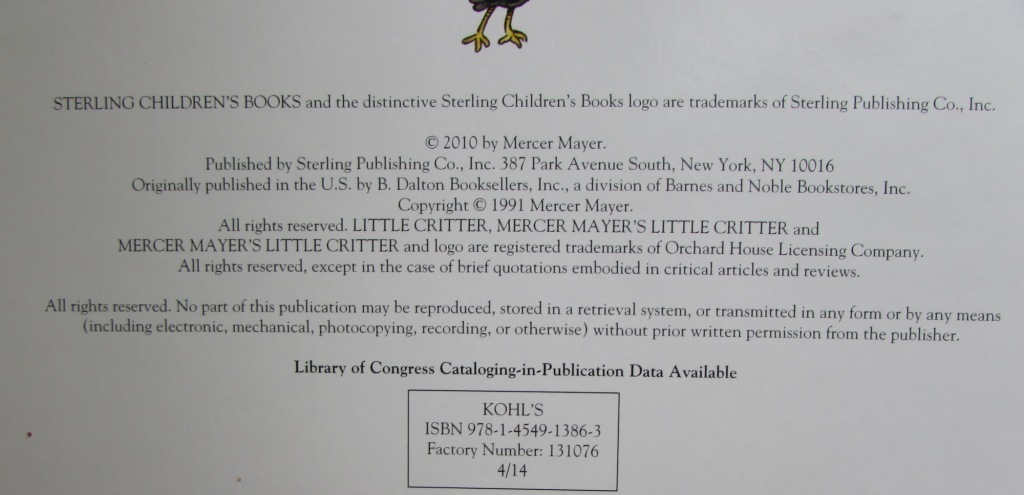 STERLING CHILDREN'S BOOKS and the distinctive Sterling Children's Books logo are trademarks of Sterling Publishing Co., Inc.
© 2010 by Mercer Mayer.
Published by Sterling Publishing Co., Inc. 387 Park Avenue South, New York, NY 10016
Originally published in the U.S. by B. Dalton Booksellers, Inc., a division of Barnes and Noble Bookstores, Inc.
Copyright © 1991 Mercer Mayer.
All rights reserved. LITTLE CRITTER, MERCER MAYER'S LITTLE CRITTER and
MERCER MAYER'S LITTLE CRITTER and logo are registered trademarks of Orchard House Licensing Company.
All rights reserved, except in the case of brief quotations embodied in critical articles and reviews.
All rights reserved. No part of this publication may be reproduced, stored in a retrieval system, or transmitted in any form or by any means
(including electronic, mechanical, photocopying, recording, or otherwise) without prior written permission from the publisher.
Library of Congress Cataloging-in-Publication Data Available
KOHL'S
ISBN 978-1-4549-1386-3
Factory Number: 131076
4/14